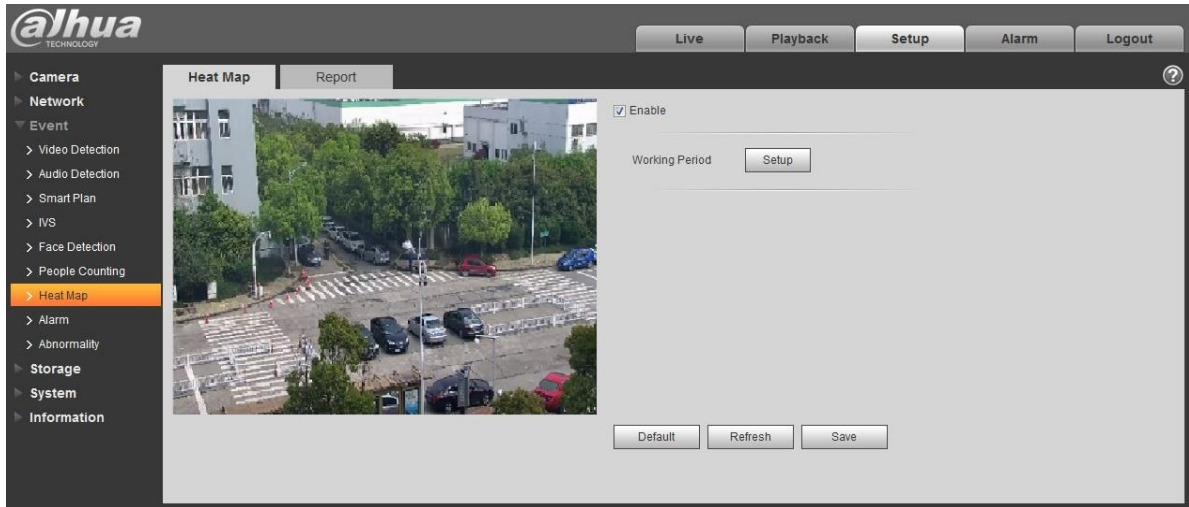 alhua
TECHNOLOGY
Live
Playback
Setup
Alarm
Logout
Camera
Network
Event
Video Detection
Audio Detection
Smart Plan
IVS
Face Detection
People Counting
Heat Map
Alarm
Abnormality
Storage
System
Information
Heat Map
Report
?
Enable
Working Period
Setup
Default
Refresh
Save